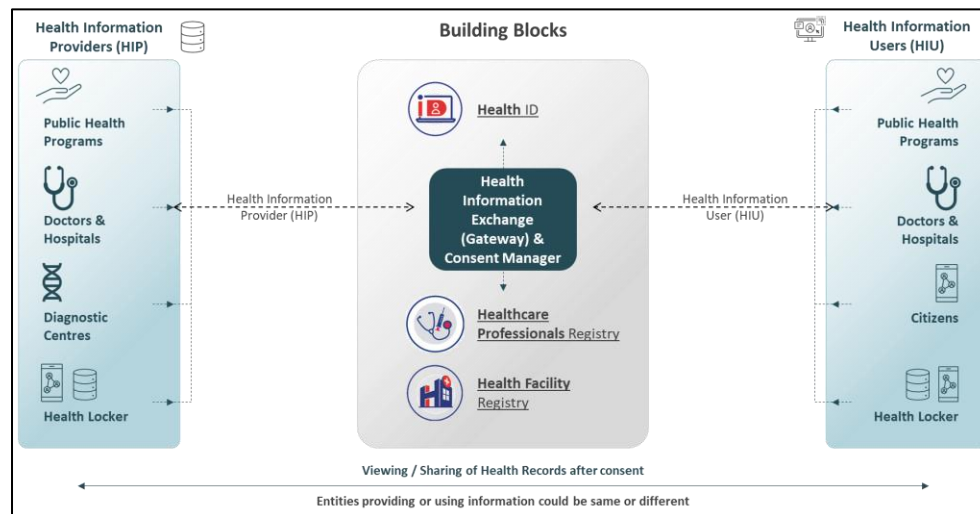 Health Information
Providers (HIP)
Public Health
Programs
Doctors &
Hospitals
Diagnostic
Centres
Health Locker
Health Information
Provider (HIP)
Building Blocks
iD
Health ID
Health
Information
Exchange
(Gateway) &
Consent Manager
Healthcare
Professionals Registry
Health Facility
Registry
Health Information
User (HIU)
Health Information
Users (HIU)
Public Health
Programs
Doctors &
Hospitals
Citizens
Health Locker
Viewing / Sharing of Health Records after consent
Entities providing or using information could be same or different